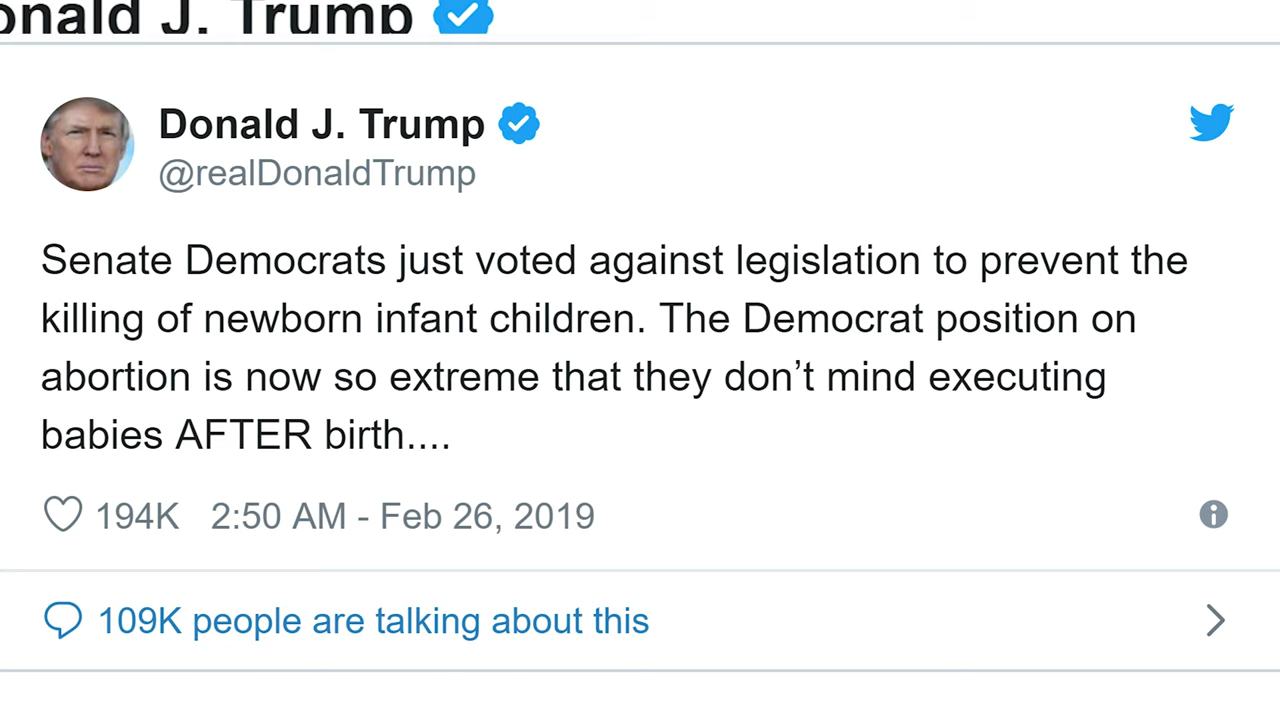 onald J. Trump
Donald J. Trump
@realDonaldTrump
Senate Democrats just voted against legislation to prevent the
killing of newborn infant children. The Democrat position on
abortion is now so extreme that they don’t mind executing
babies AFTER birth....
194K 2:50 AM - Feb 26, 2019
109K people are talking about this